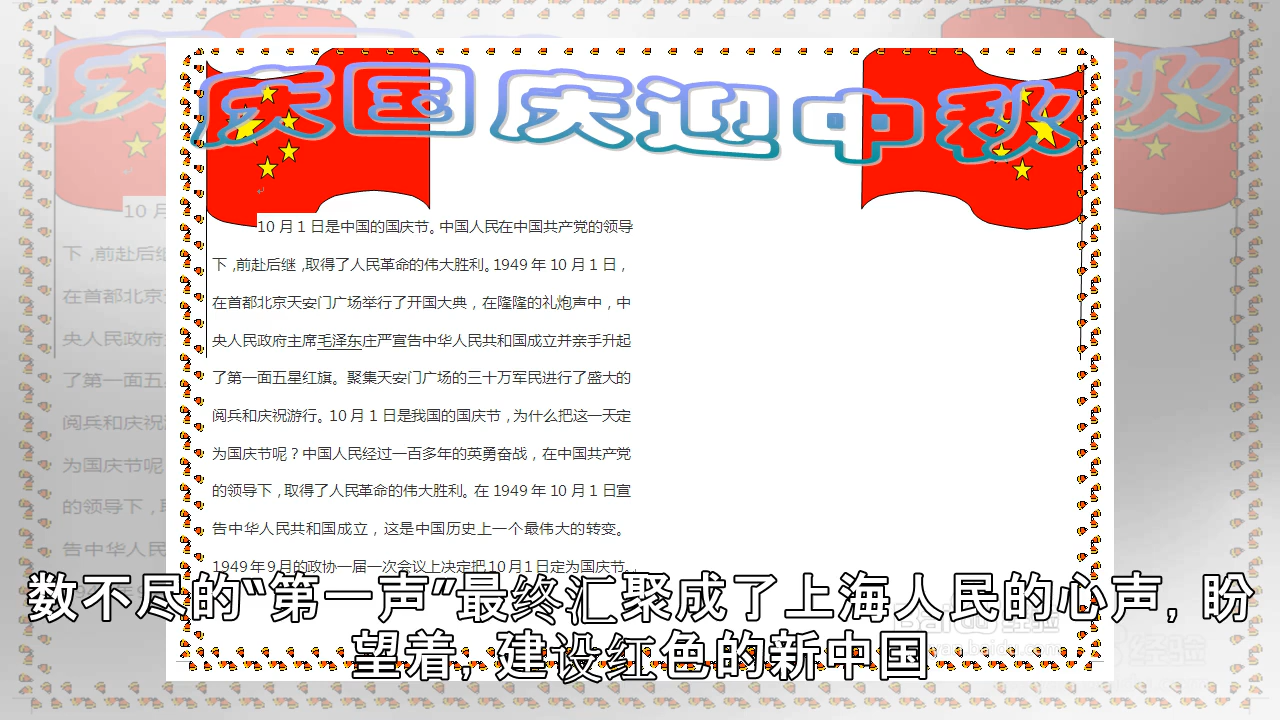 庆国庆迎中秋
10月1日是中国的国庆节。中国人民在中国共产党的领导
下，前赴后继，取得了人民革命的伟大胜利。1949年10月1日，
在首都北京天安门广场举行了开国大典，在隆隆的礼炮声中，中
央人民政府主席毛泽东庄严宣告中华人民共和国成立并亲手升起
了第一面五星红旗。聚集天安门广场的三十万军民进行了盛大的
阅兵和庆祝游行。10月1日是我国的国庆节，为什么把这一天定
为国庆节呢？中国人民经过一百多年的英勇奋战，在中国共产党
的领导下，取得了人民革命的伟大胜利。在1949年10月1日宣
告中华人民共和国成立，这是中国历史上一个最伟大的转变。
1949年9月的政协一届一次会议上决定把10月1日定为国庆节。
数不尽的“第一声”最终汇聚成了上海人民的心声，盼
望着，建设红色的新中国